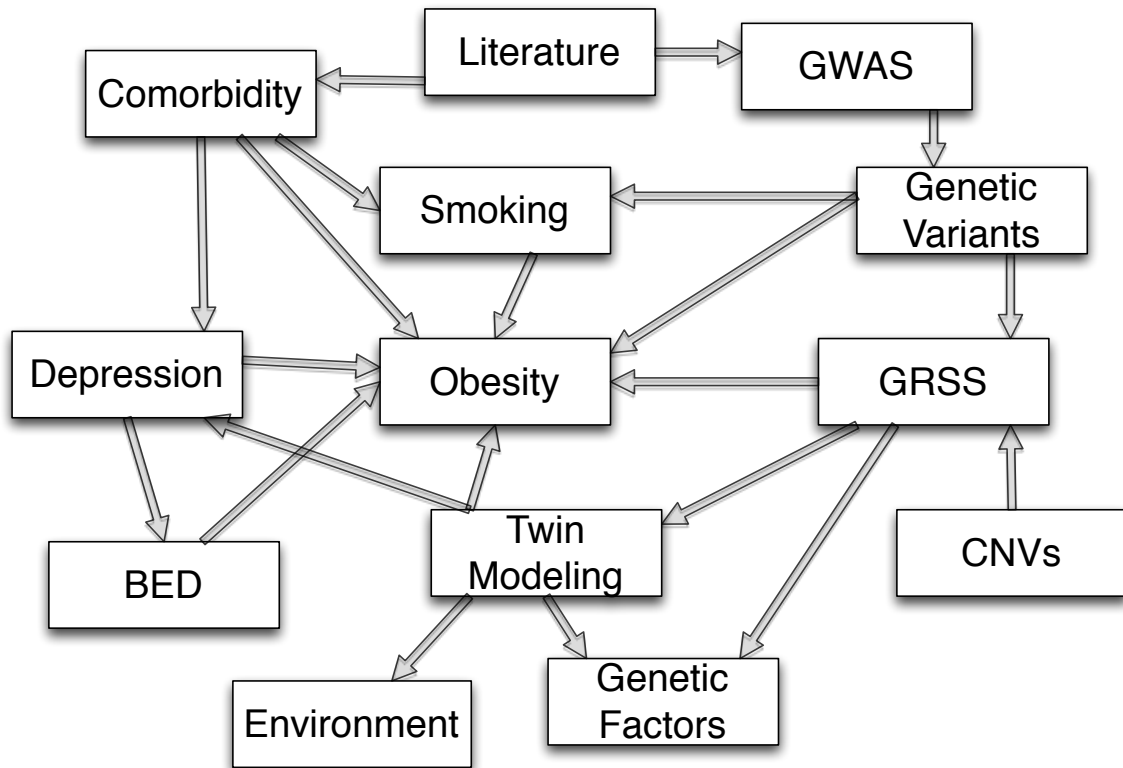 Literature
GWAS
Comorbidity
Smoking
Genetic
Variants
Depression
Obesity
GRSS
BED
Twin
Modeling
CNVs
Environment
Genetic
Factors